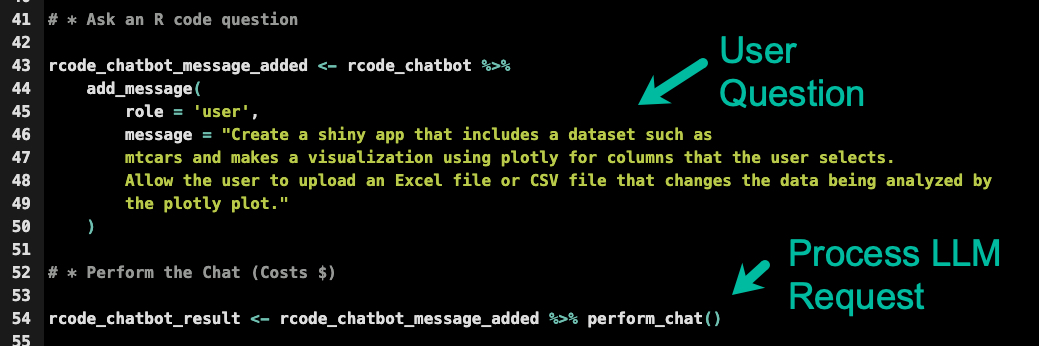 41 # * Ask an R code question
42
43 rcode_chatbot_message_added <- rcode_chatbot %>%
44 add_message(
45 role = 'user',
46 message = "Create a shiny app that includes a dataset such as
47 mtcars and makes a visualization using plotly for columns that the user selects.
48 Allow the user to upload an Excel file or CSV file that changes the data being analyzed by
49 the plotly plot."
50 )
51
52 # * Perform the Chat (Costs $)
53
54 rcode_chatbot_result <- rcode_chatbot_message_added %>% perform_chat()
55
User
Question
Process LLM
Request